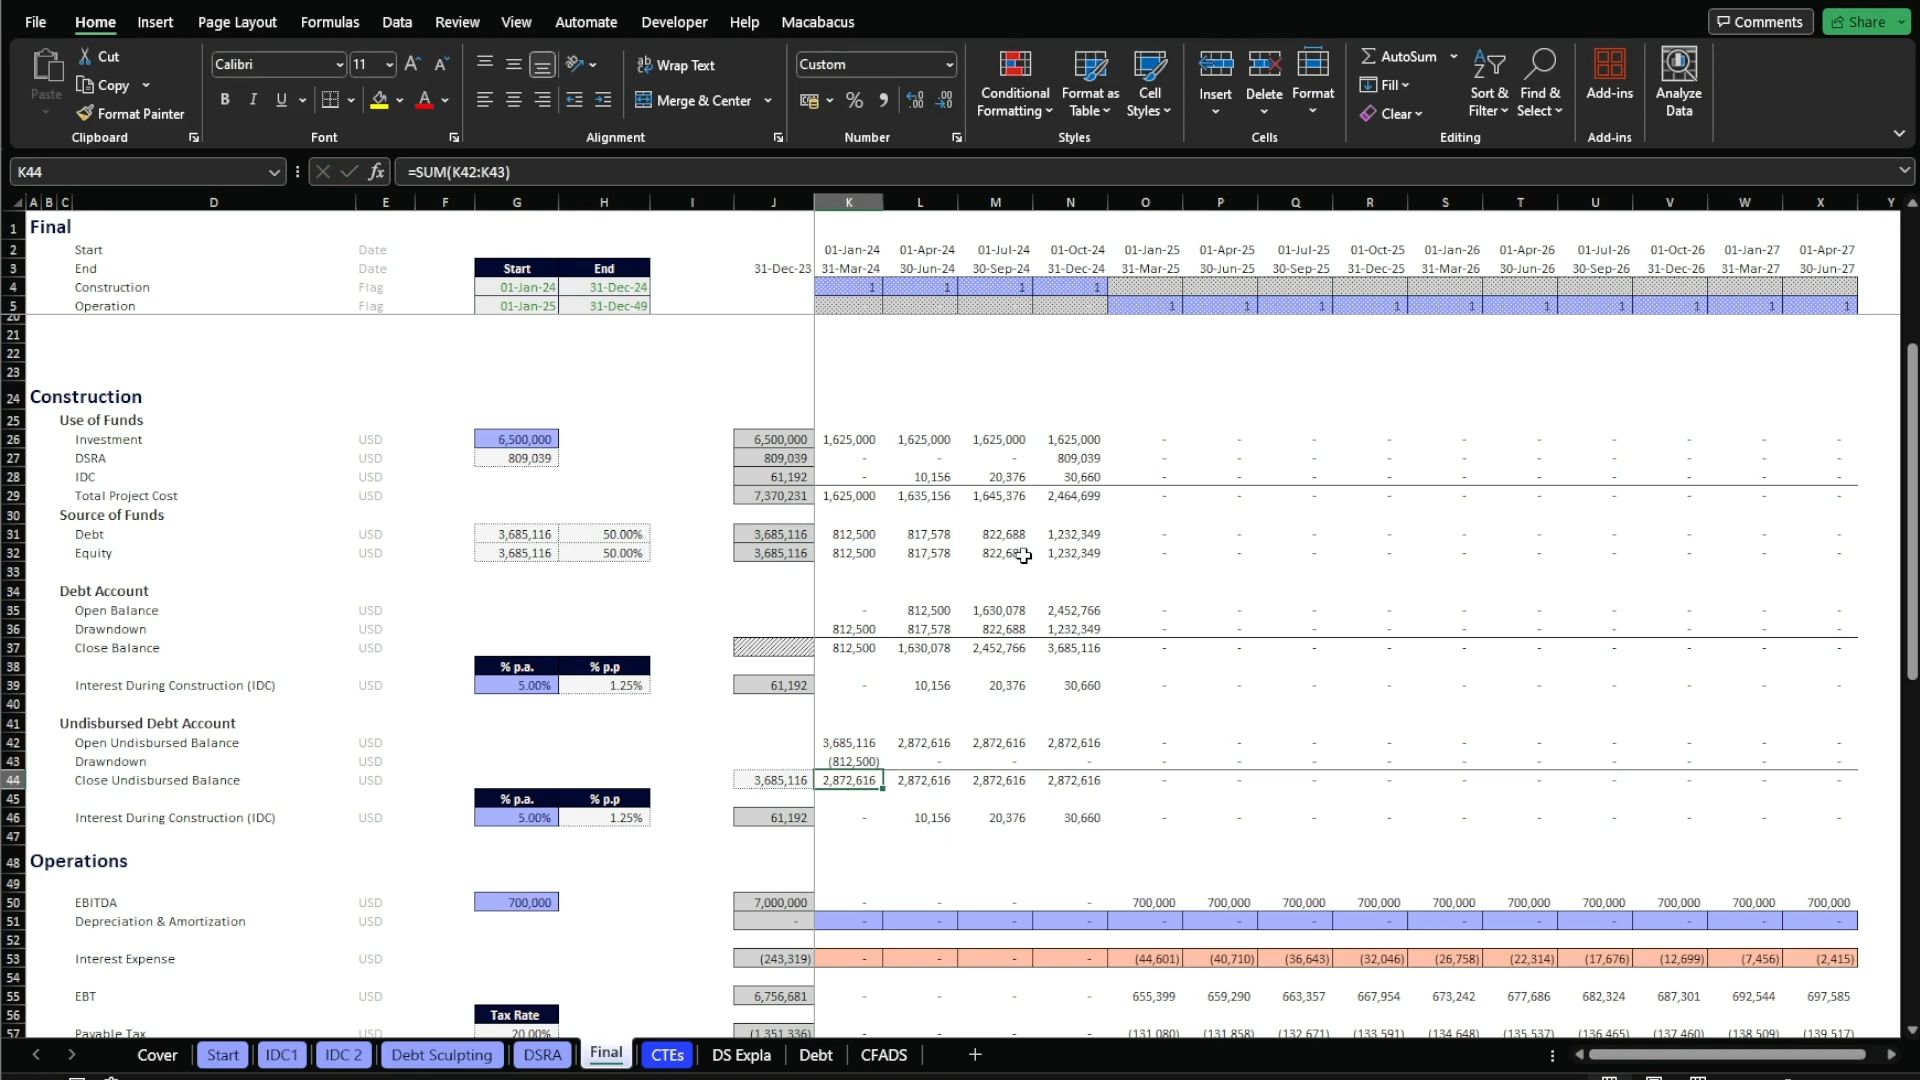 File Home Insert Page Layout Formulas Data Review View Automate Developer Help Macabacus Comments Share
Paste Cut Copy Format Painter Clipboard
Calibri 11 B I U Font
Wrap Text Merge & Center Alignment
Custom % Number
Conditional Formatting Format as Table Cell Styles Styles
Insert Delete Format Cells
AutoSum Fill Clear Sort & Filter Find & Select Editing
Add-ins Add-ins
Analyze Data
K44 fx =SUM(K42:K43)
A B C D E F G H I J K L M N O P Q R S T U V W X Y
1 Final
2 Start Date 01-Jan-24 01-Apr-24 01-Jul-24 01-Oct-24 01-Jan-25 01-Apr-25 01-Jul-25 01-Oct-25 01-Jan-26 01-Apr-26 01-Jul-26 01-Oct-26 01-Jan-27 01-Apr-27
3 End Date Start End 31-Dec-23 31-Mar-24 30-Jun-24 30-Sep-24 31-Dec-24 31-Mar-25 30-Jun-25 30-Sep-25 31-Dec-25 31-Mar-26 30-Jun-26 30-Sep-26 31-Dec-26 31-Mar-27 30-Jun-27
4 Construction Flag 01-Jan-24 31-Dec-24 1 1 1 1
5 Operation Flag 01-Jan-25 31-Dec-49 1 1 1 1 1 1 1 1 1 1
20
21
22
23
24 Construction
25 Use of Funds
26 Investment USD 6,500,000 6,500,000 1,625,000 1,625,000 1,625,000 1,625,000 - - - - - - - - - -
27 DSRA USD 809,039 809,039 - - - 809,039 - - - - - - - - - -
28 IDC USD 61,192 - 10,156 20,376 30,660 - - - - - - - - - -
29 Total Project Cost USD 7,370,231 1,625,000 1,635,156 1,645,376 2,464,699 - - - - - - - - - -
30 Source of Funds
31 Debt USD 3,685,116 50.00% 3,685,116 812,500 817,578 822,688 1,232,349 - - - - - - - - - -
32 Equity USD 3,685,116 50.00% 3,685,116 812,500 817,578 1,232,349 - - - - - - - - - -
33
34 Debt Account
35 Open Balance USD - 812,500 1,630,078 2,452,766 - - - - - - - - - -
36 Drawndown USD 812,500 817,578 822,688 1,232,349 - - - - - - - - - -
37 Close Balance USD 812,500 1,630,078 2,452,766 3,685,116 - - - - - - - - - -
38 % p.a. % p.p
39 Interest During Construction (IDC) USD 5.00% 1.25% 61,192 - 10,156 20,376 30,660 - - - - - - - - - -
40
41 Undisbursed Debt Account
42 Open Undisbursed Balance USD 3,685,116 2,872,616 2,872,616 2,872,616 - - - - - - - - - -
43 Drawndown USD (812,500) - - - - - - - - - - - - -
44 Close Undisbursed Balance USD 3,685,116 2,872,616 2,872,616 2,872,616 2,872,616 - - - - - - - - - -
45 % p.a. % p.p
46 Interest During Construction (IDC) USD 5.00% 1.25% 61,192 - 10,156 20,376 30,660 - - - - - - - - - -
47
48 Operations
49
50 EBITDA USD 700,000 7,000,000 - - - - 700,000 700,000 700,000 700,000 700,000 700,000 700,000 700,000 700,000 700,000
51 Depreciation & Amortization USD - - - - - - - - - - - - - - -
52
53 Interest Expense USD (243,319) - - - - (44,601) (40,710) (36,643) (32,046) (26,758) (22,314) (17,676) (12,699) (7,456) (2,415)
54
55 EBT USD 6,756,681 - - - - 655,399 659,290 663,357 667,954 673,242 677,686 682,324 687,301 692,544 697,585
56 Tax Rate
57 Payable Tax USD 20.00% (1,351,336) - - - - (131,080) (131,858) (132,671) (133,591) (134,648) (135,537) (136,465) (137,460) (138,509) (139,517)
Cover Start IDC1 IDC 2 Debt Sculpting DSRA Final CTEs DS Expla Debt CFADS